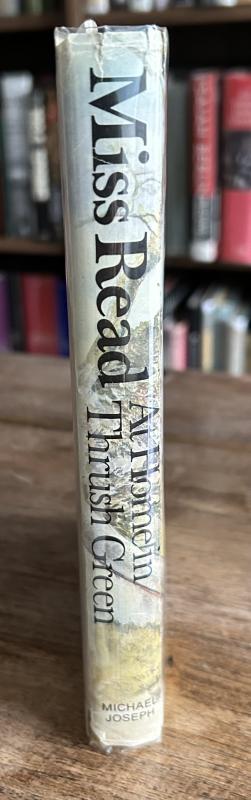 Miss Read
At Home in
Thrush Green
MICHAEL
JOSEPH